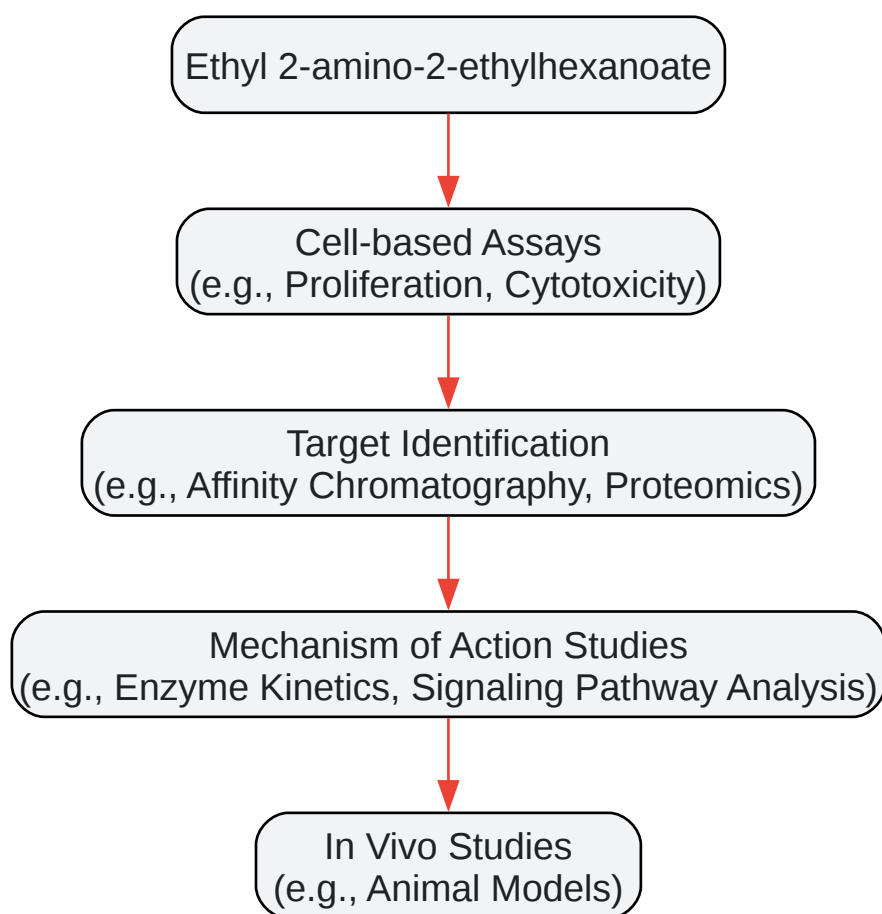 Ethyl 2-amino-2-ethylhexanoate
Cell-based Assays
(e.g., Proliferation, Cytotoxicity)
Target Identification
(e.g., Affinity Chromatography, Proteomics)
Mechanism of Action Studies
(e.g., Enzyme Kinetics, Signaling Pathway Analysis)
In Vivo Studies
(e.g., Animal Models)